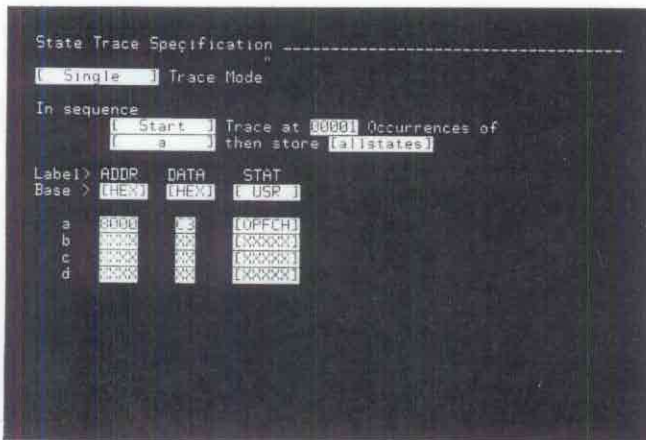 State Trace Specification
[ Single ] Trace Mode
In sequence
[ Start ] Trace at 00001 Occurrences of
[ a ] then store [allstates]
Label> ADDR DATA STAT
Base > [HEX] [HEX] [ USR ]
a 8000 C3 [OPFCH]
b XXXX XX [XXXXX]
c XXXX XX [XXXXX]
d XXXX XX [XXXXX]